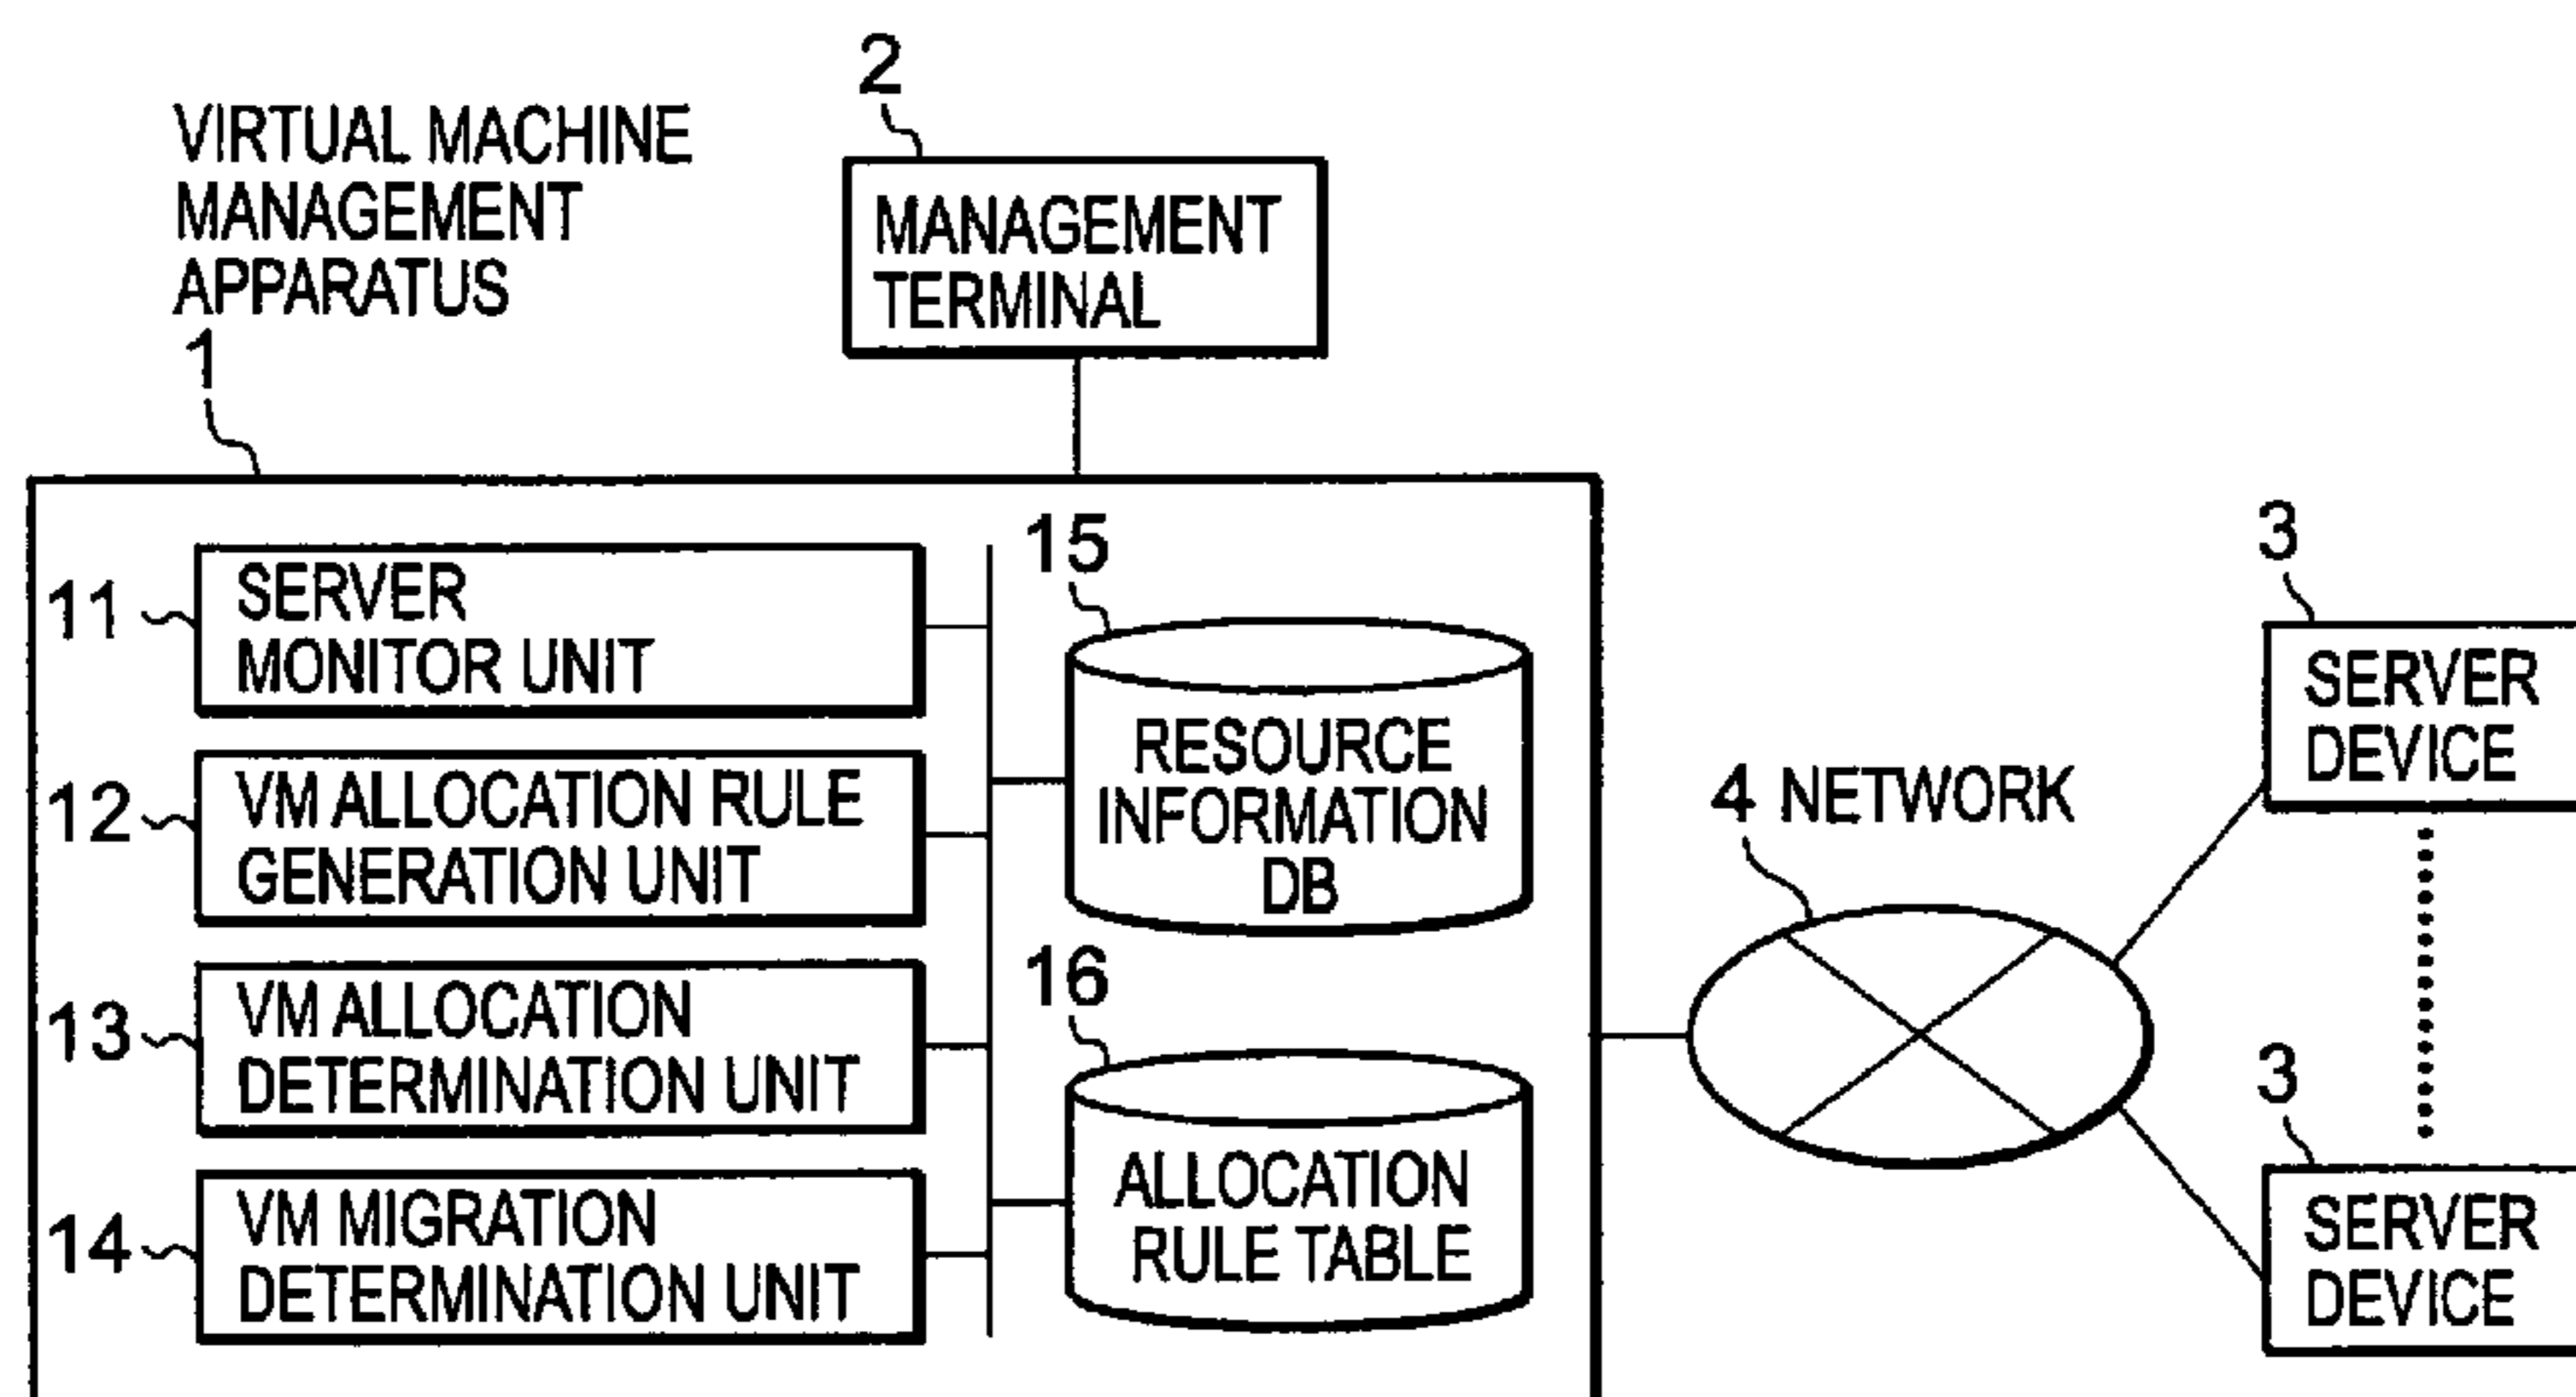 2
VIRTUAL MACHINE
MANAGEMENT
APPARATUS
1
MANAGEMENT
TERMINAL
11
SERVER
MONITOR UNIT
12
VM ALLOCATION RULE
GENERATION UNIT
13
VM ALLOCATION
DETERMINATION UNIT
14
VM MIGRATION
DETERMINATION UNIT
15
RESOURCE
INFORMATION
DB
16
ALLOCATION
RULE TABLE
4 NETWORK
3
SERVER
DEVICE
3
SERVER
DEVICE